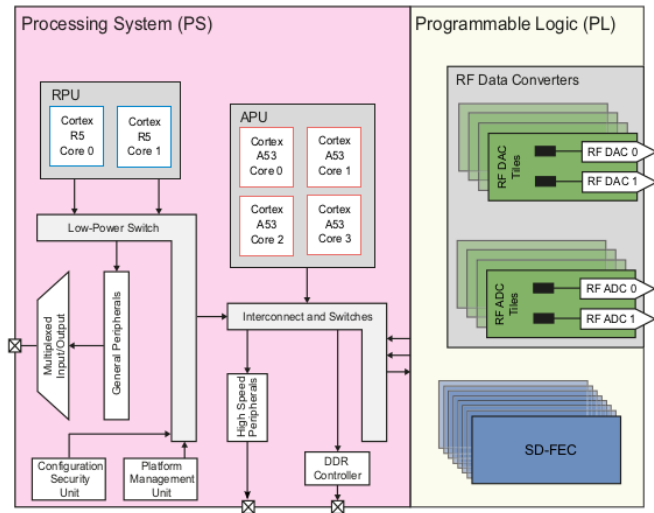 Processing System (PS)
Programmable Logic (PL)
RPU
Cortex
R5
Core 0
Cortex
R5
Core 1
APU
Cortex
A53
Core 0
Cortex
A53
Core 1
Cortex
A53
Core 2
Cortex
A53
Core 3
RF Data Converters
RF DAC
Tiles
RF DAC 0
RF DAC 1
RF ADC
Tiles
RF ADC 0
RF ADC 1
Low-Power Switch
Interconnect and Switches
Multiplexed
Input/Output
General Peripherals
High Speed
Peripherals
Configuration
Security
Unit
Platform
Management
Unit
DDR
Controller
SD-FEC